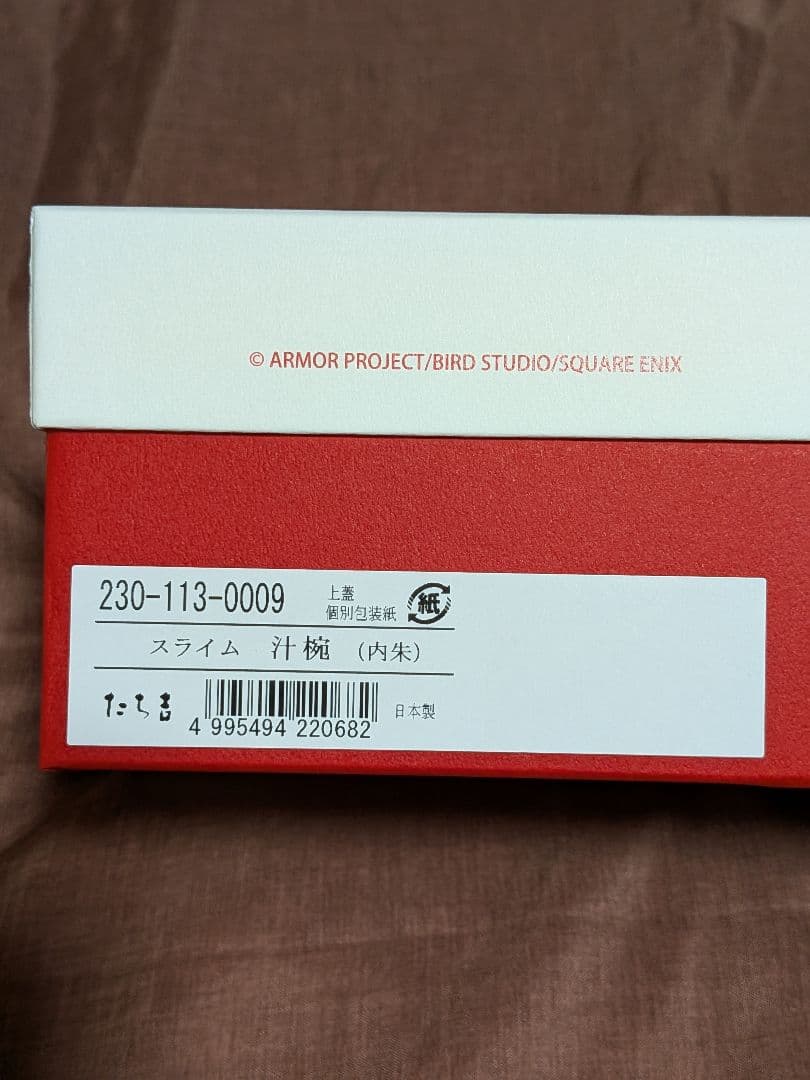 © ARMOR PROJECT/BIRD STUDIO/SQUARE ENIX
230-113-0009
上蓋
個別包装紙
紙
スライム 汁椀 (内朱)
たち吉
4 995494 220682
日本製